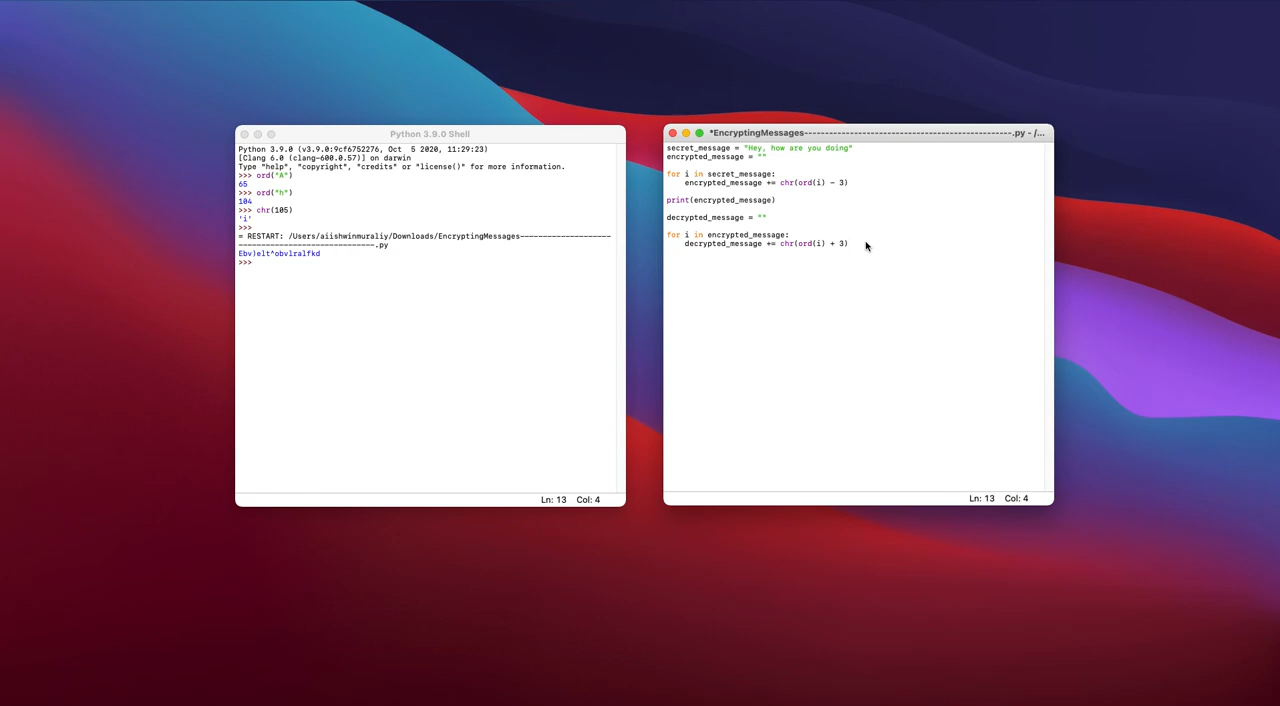 Python 3.9.0 Shell
Python 3.9.0 (v3.9.0:9cf6752276, Oct  5 2020, 11:29:23)
[Clang 6.0 (clang-600.0.57)] on darwin
Type "help", "copyright", "credits" or "license()" for more information.
>>> ord("A")
65
>>> ord("h")
104
>>> chr(105)
'i'
>>>
= RESTART: /Users/aiishwinmuraliy/Downloads/EncryptingMessages--------------------
------------------------------.py
Ebv)elt^obvlralfkd
>>>
Ln: 13  Col: 4
*EncryptingMessages--------------------------------------------------.py - /...
secret_message = "Hey, how are you doing"
encrypted_message = ""
for i in secret_message:
    encrypted_message += chr(ord(i) - 3)
print(encrypted_message)
decrypted_message = ""
for i in encrypted_message:
    decrypted_message += chr(ord(i) + 3)
Ln: 13  Col: 4